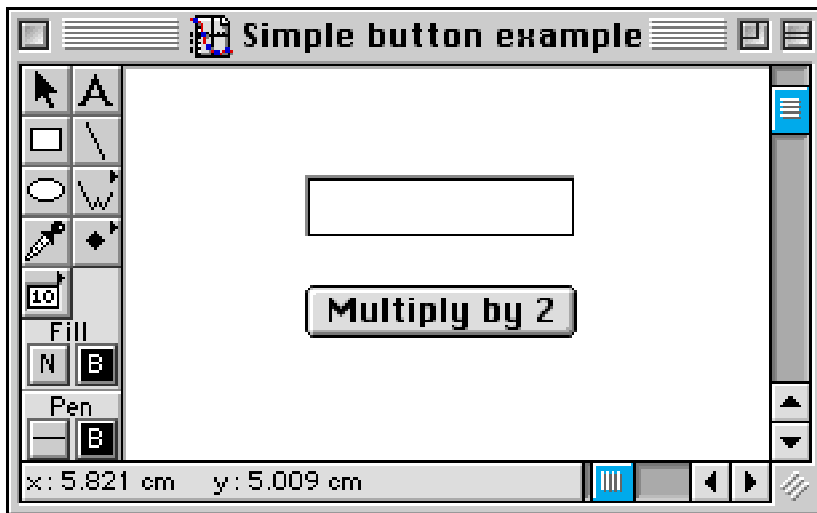 Simple button example
A
10
Fill
N B
Pen
B
Multiply by 2
x: 5.821 cm y: 5.009 cm